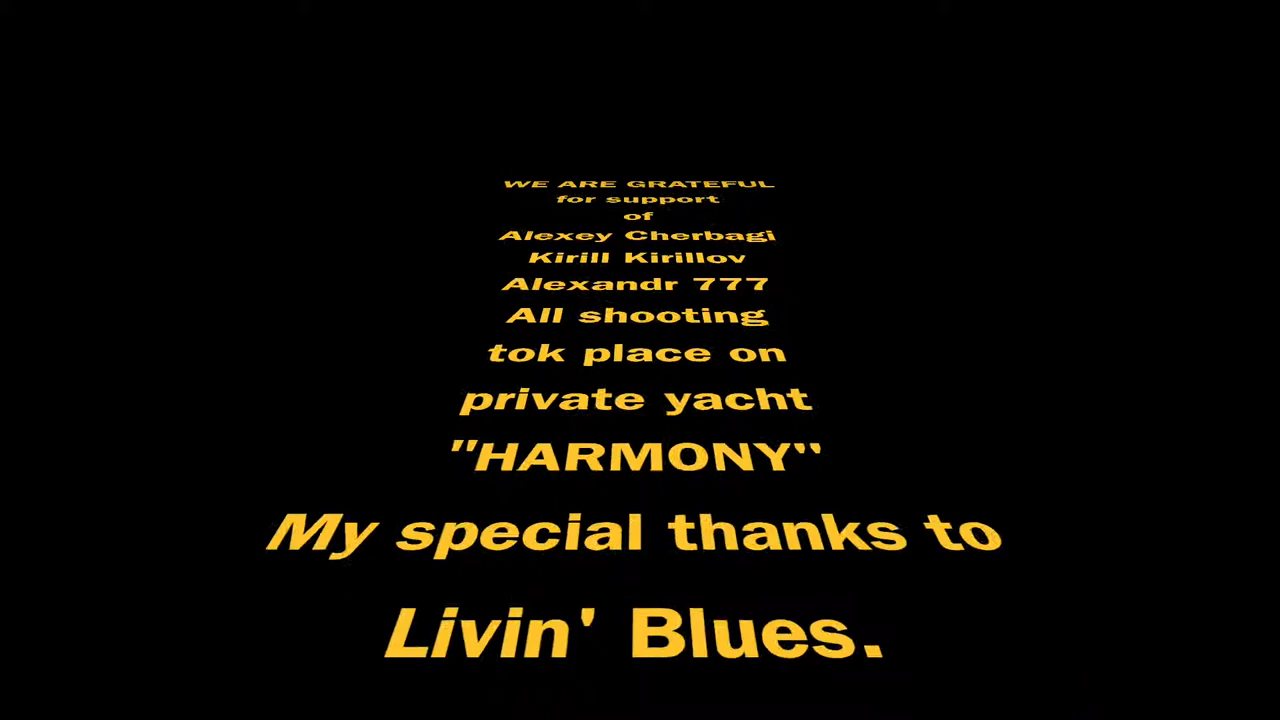 WE ARE GRATEFUL
for support
of
Alexey Cherbagi
Kirill Kirillov
Alexandr 777
All shooting
tok place on
private yacht
"HARMONY"
My special thanks to
Livin' Blues.